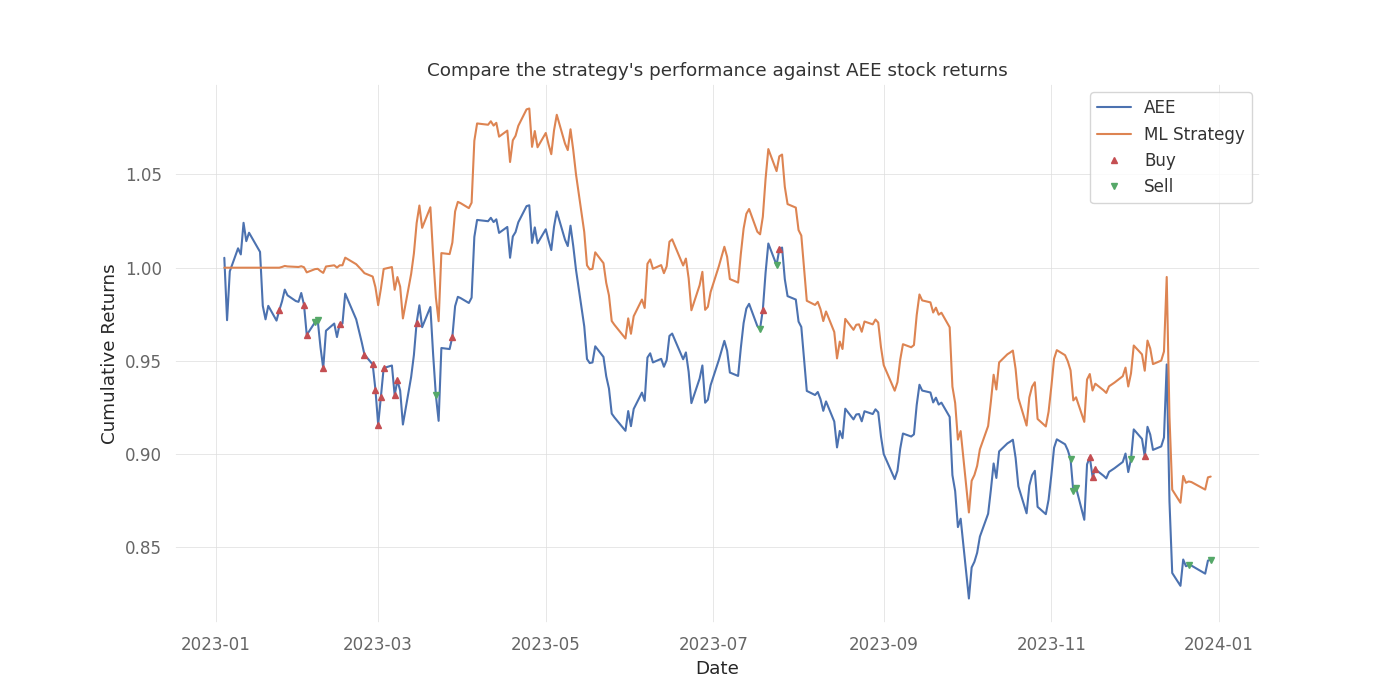 Compare the strategy's performance against AEE stock returns
AEE
ML Strategy
Buy
Sell
Cumulative Returns
1.05
1.00
0.95
0.90
0.85
2023-01
2023-03
2023-05
2023-07
2023-09
2023-11
2024-01
Date